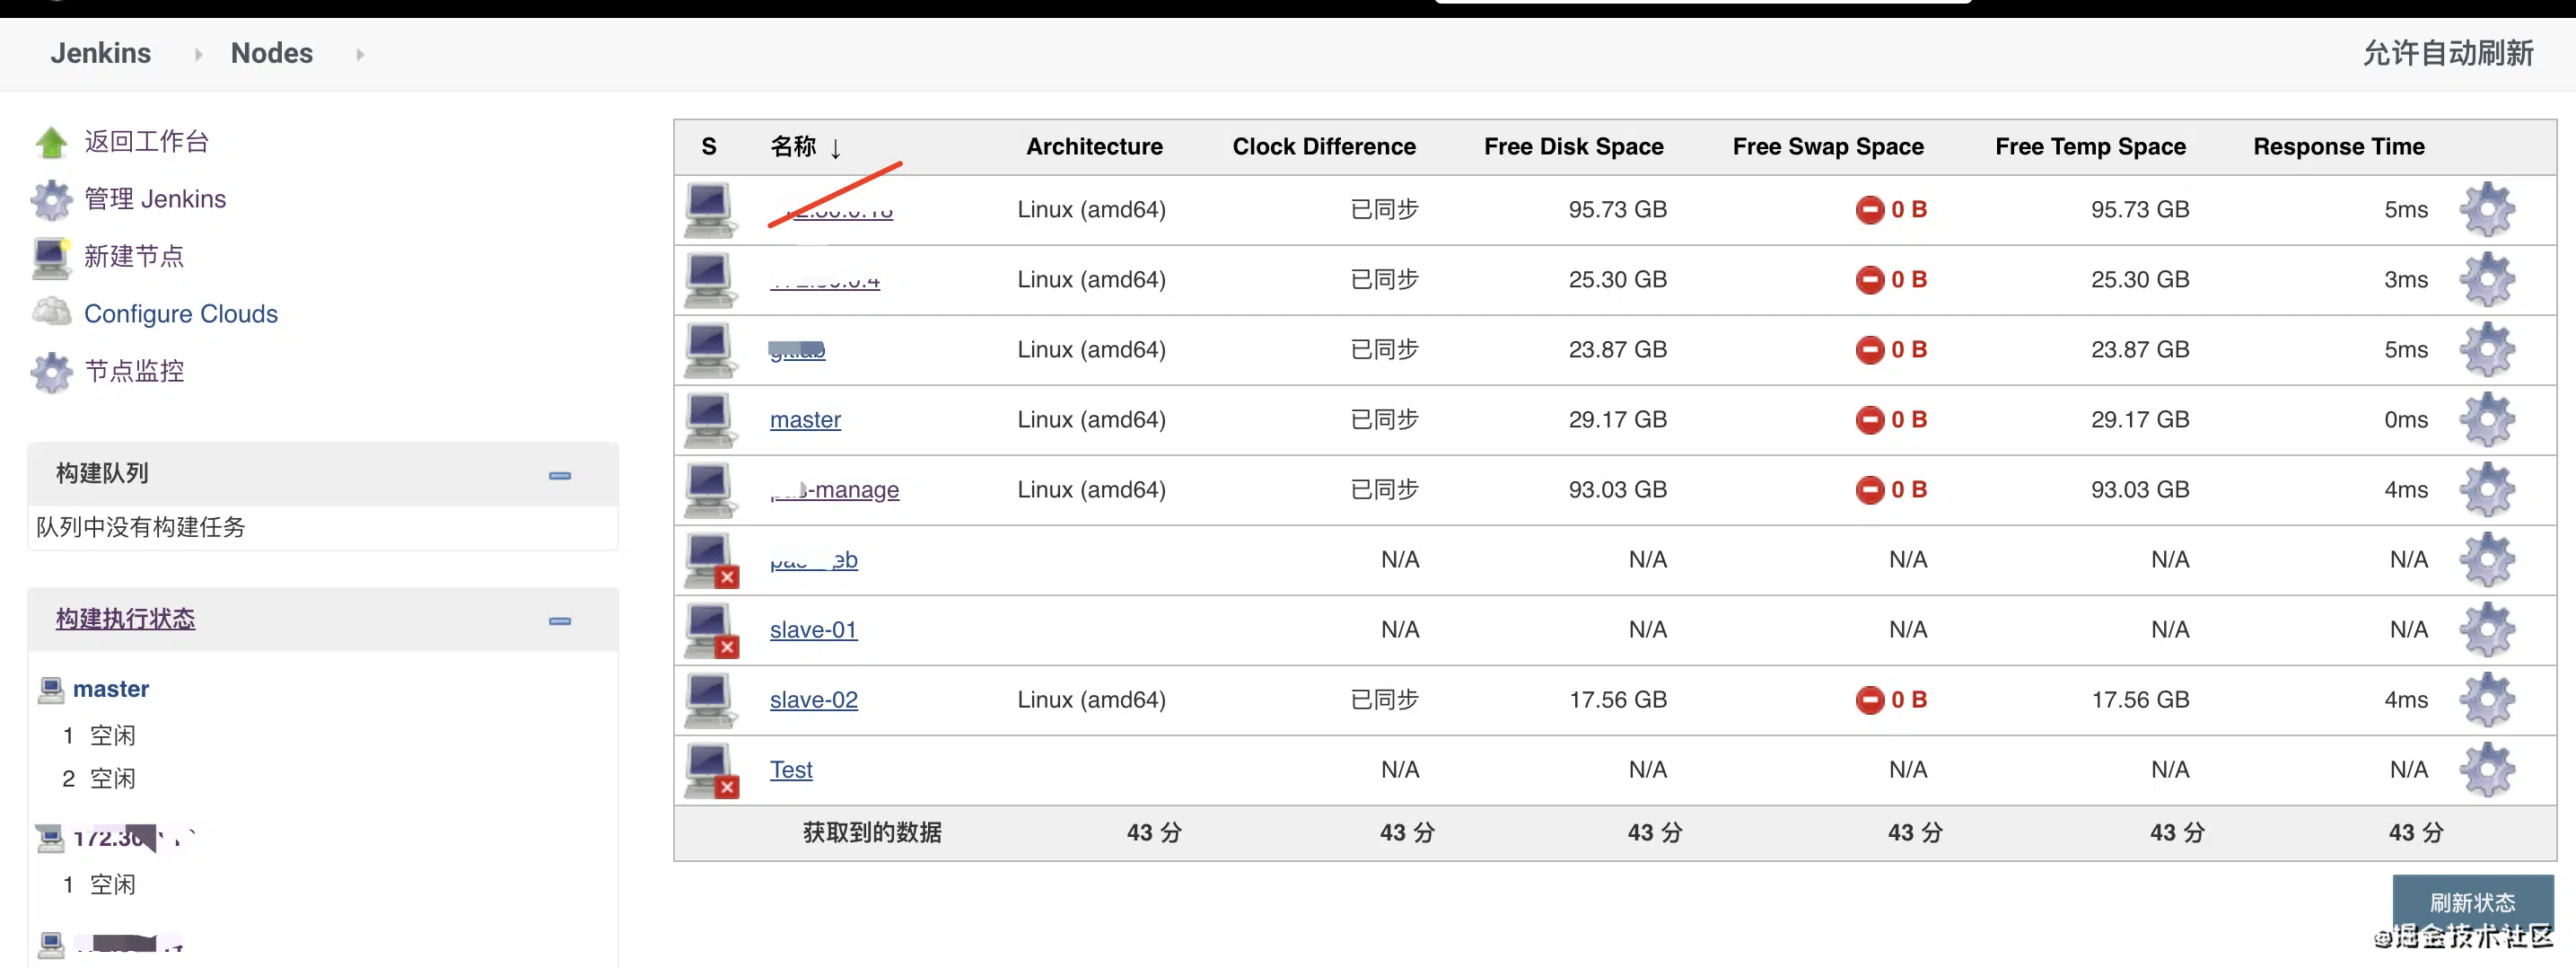 Jenkins Nodes 允许自动刷新
返回工作台
管理 Jenkins
新建节点
Configure Clouds
节点监控
构建队列
队列中没有构建任务
构建执行状态
master
1 空闲
2 空闲
1 空闲
S 名称 ↓ Architecture Clock Difference Free Disk Space Free Swap Space Free Temp Space Response Time
Linux (amd64) 已同步 95.73 GB 0 B 95.73 GB 5ms
Linux (amd64) 已同步 25.30 GB 0 B 25.30 GB 3ms
Linux (amd64) 已同步 23.87 GB 0 B 23.87 GB 5ms
master Linux (amd64) 已同步 29.17 GB 0 B 29.17 GB 0ms
-manage Linux (amd64) 已同步 93.03 GB 0 B 93.03 GB 4ms
N/A N/A N/A N/A N/A
slave-01 N/A N/A N/A N/A N/A
slave-02 Linux (amd64) 已同步 17.56 GB 0 B 17.56 GB 4ms
Test N/A N/A N/A N/A N/A
获取到的数据 43 分 43 分 43 分 43 分 43 分 43 分
刷新状态
@掘金技术社区